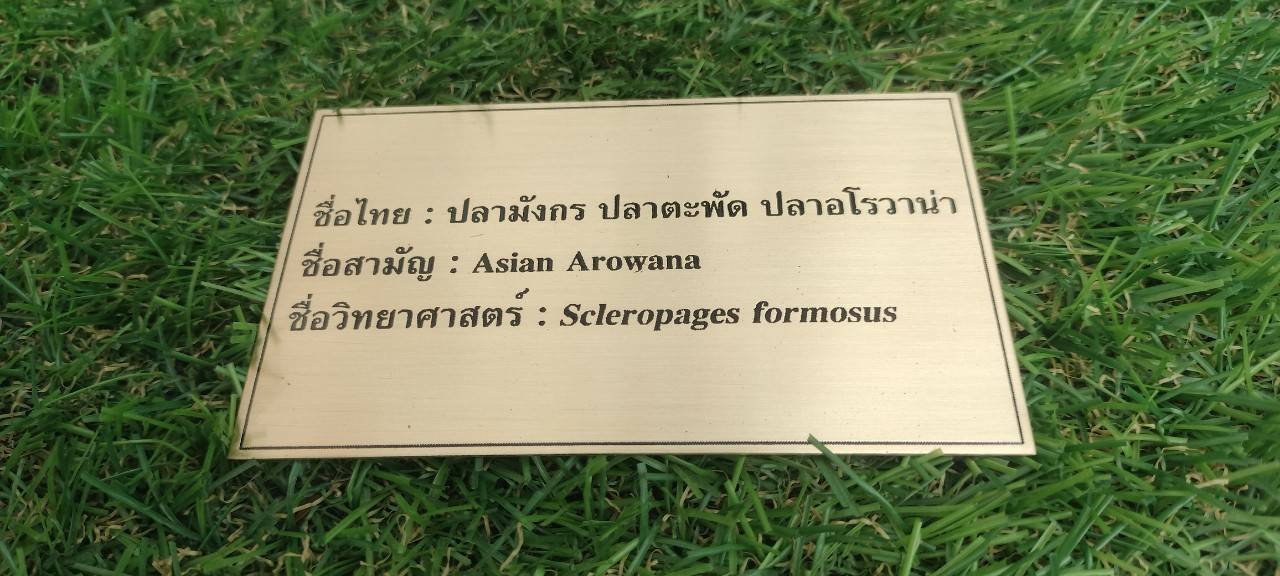 ชื่อไทย : ปลามังกร ปลาตะพัด ปลาอโรวาน่า
ชื่อสามัญ : Asian Arowana
ชื่อวิทยาศาสตร์ : Scleropages formosus